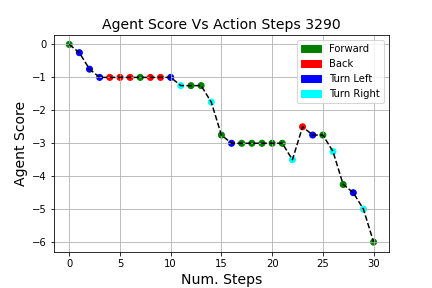 Agent Score Vs Action Steps 3290
Forward
Back
Turn Left
Turn Right
Agent Score
0
−1
−2
−3
−4
−5
−6
0 5 10 15 20 25 30
Num. Steps